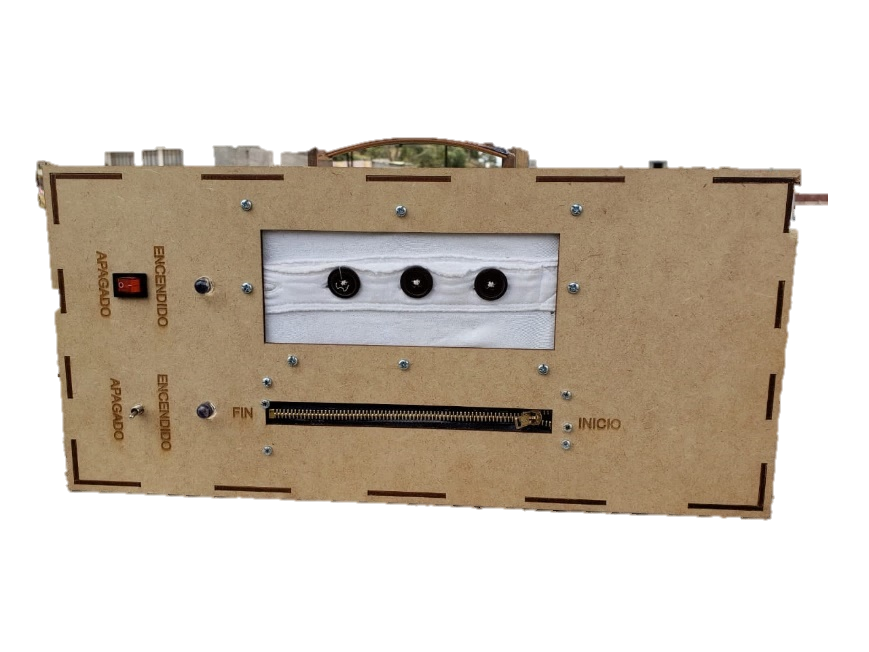 APAGADO
ENCENDIDO
APAGADO
ENCENDIDO
FIN
INICIO